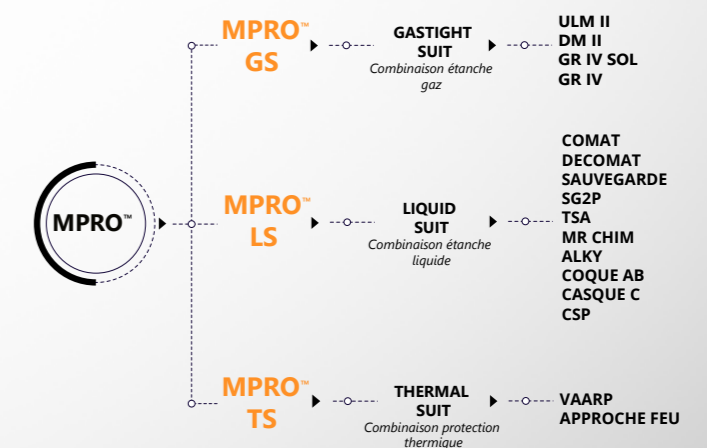 MPRO™
MPRO™
GS
GASTIGHT
SUIT
Combinaison étanche
gaz
ULM II
DM II
GR IV SOL
GR IV
MPRO™
LS
LIQUID
SUIT
Combinaison étanche
liquide
COMAT
DECOMAT
SAUVEGARDE
SG2P
TSA
MR CHIM
ALKY
COQUE AB
CASQUE C
CSP
MPRO™
TS
THERMAL
SUIT
Combinaison protection
thermique
VAARP
APPROCHE FEU